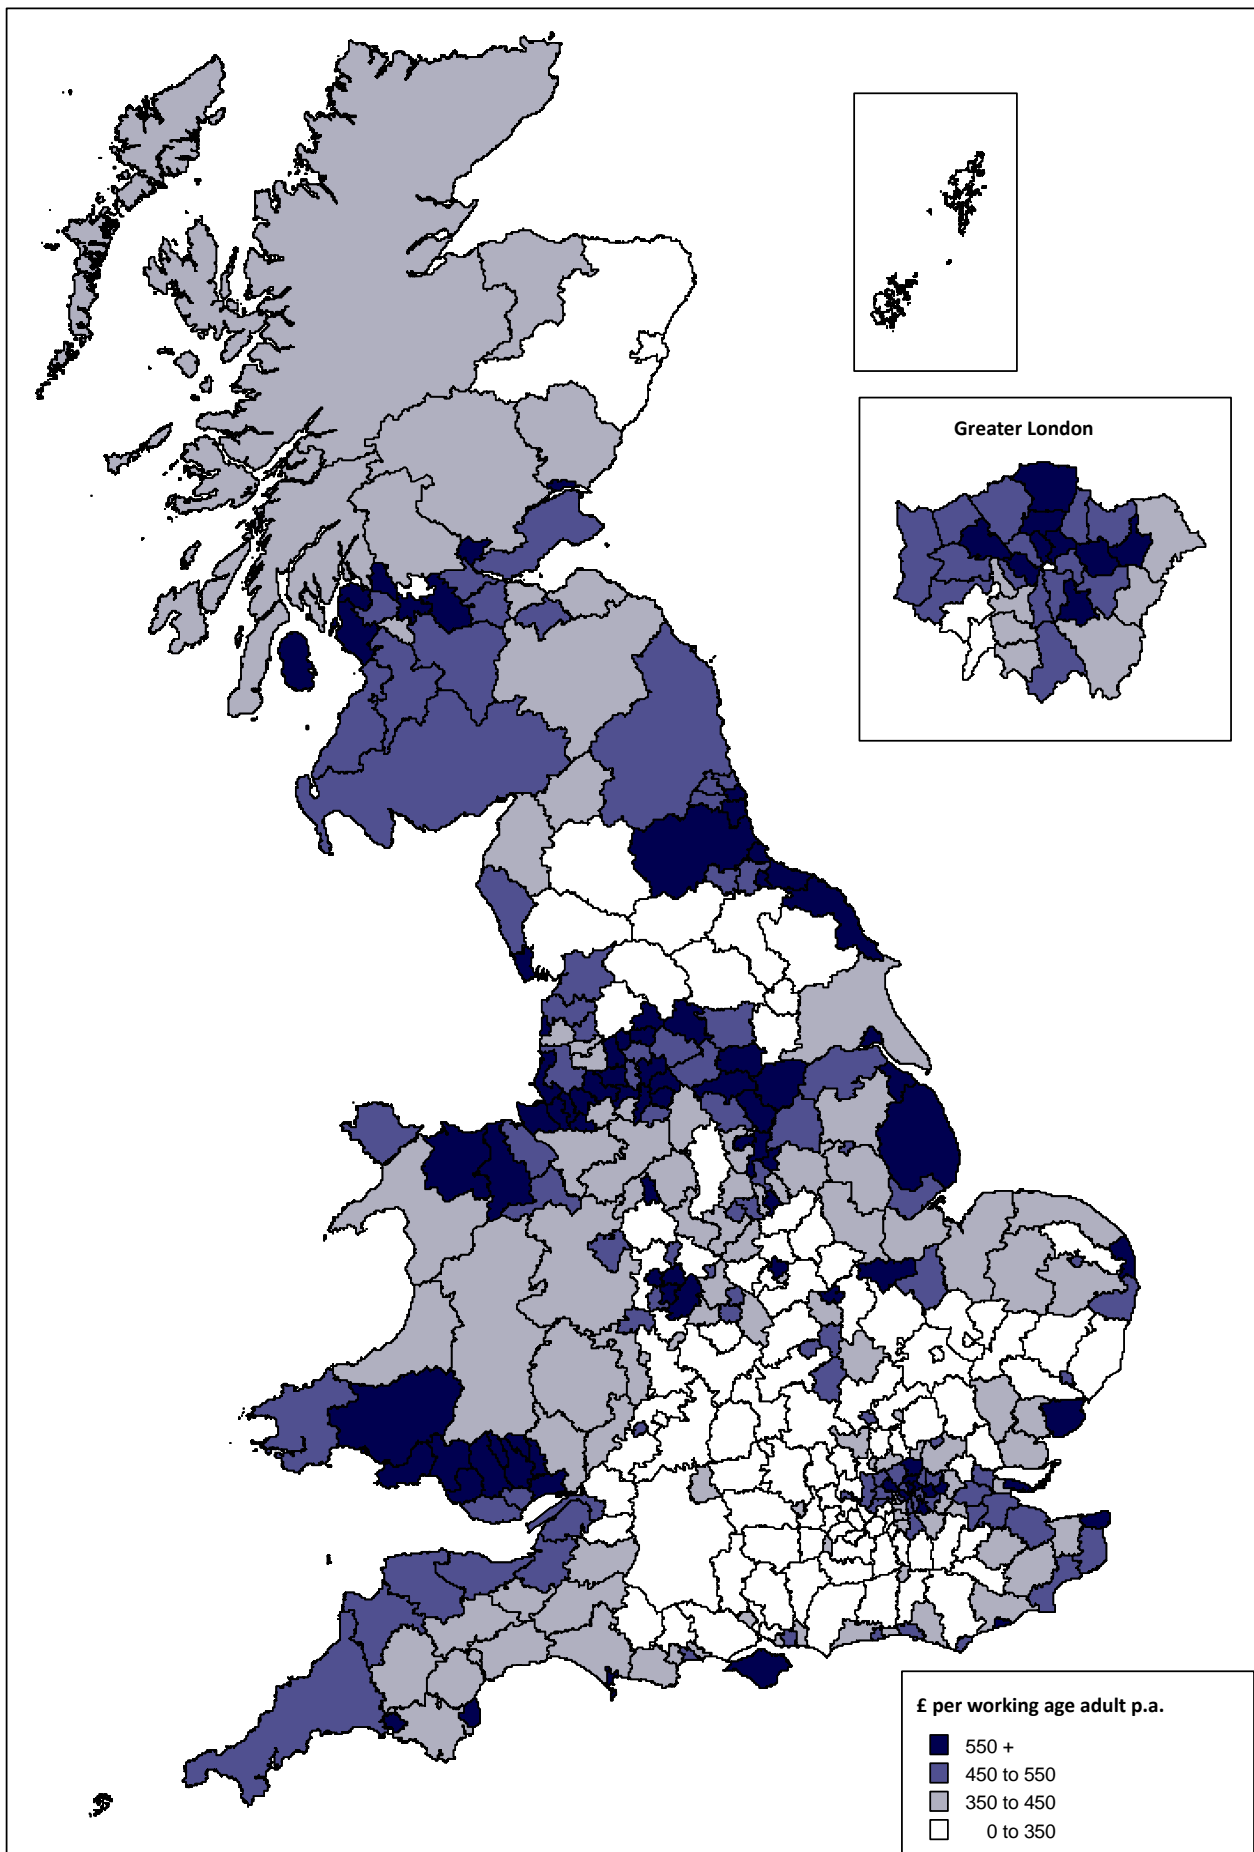 Greater London
£ per working age adult p.a.
550 +
450 to 550
350 to 450
0 to 350